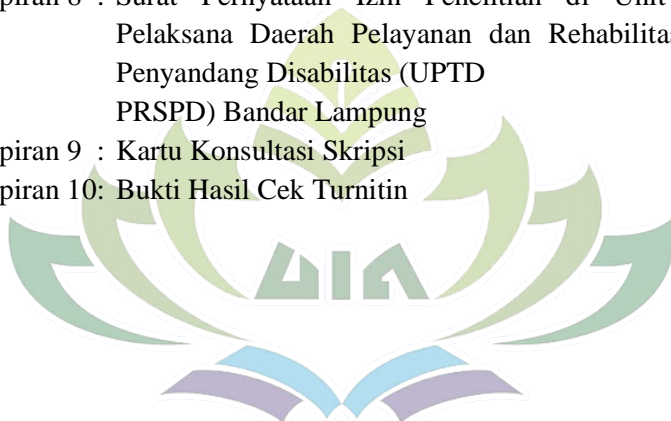 piran 8 : Surat Pernyataan Izin Penelitian di Unit
Pelaksana Daerah Pelayanan dan Rehabilitas
Penyandang Disabilitas (UPTD
PRSPD) Bandar Lampung
piran 9 : Kartu Konsultasi Skripsi
piran 10: Bukti Hasil Cek Turnitin
UIN